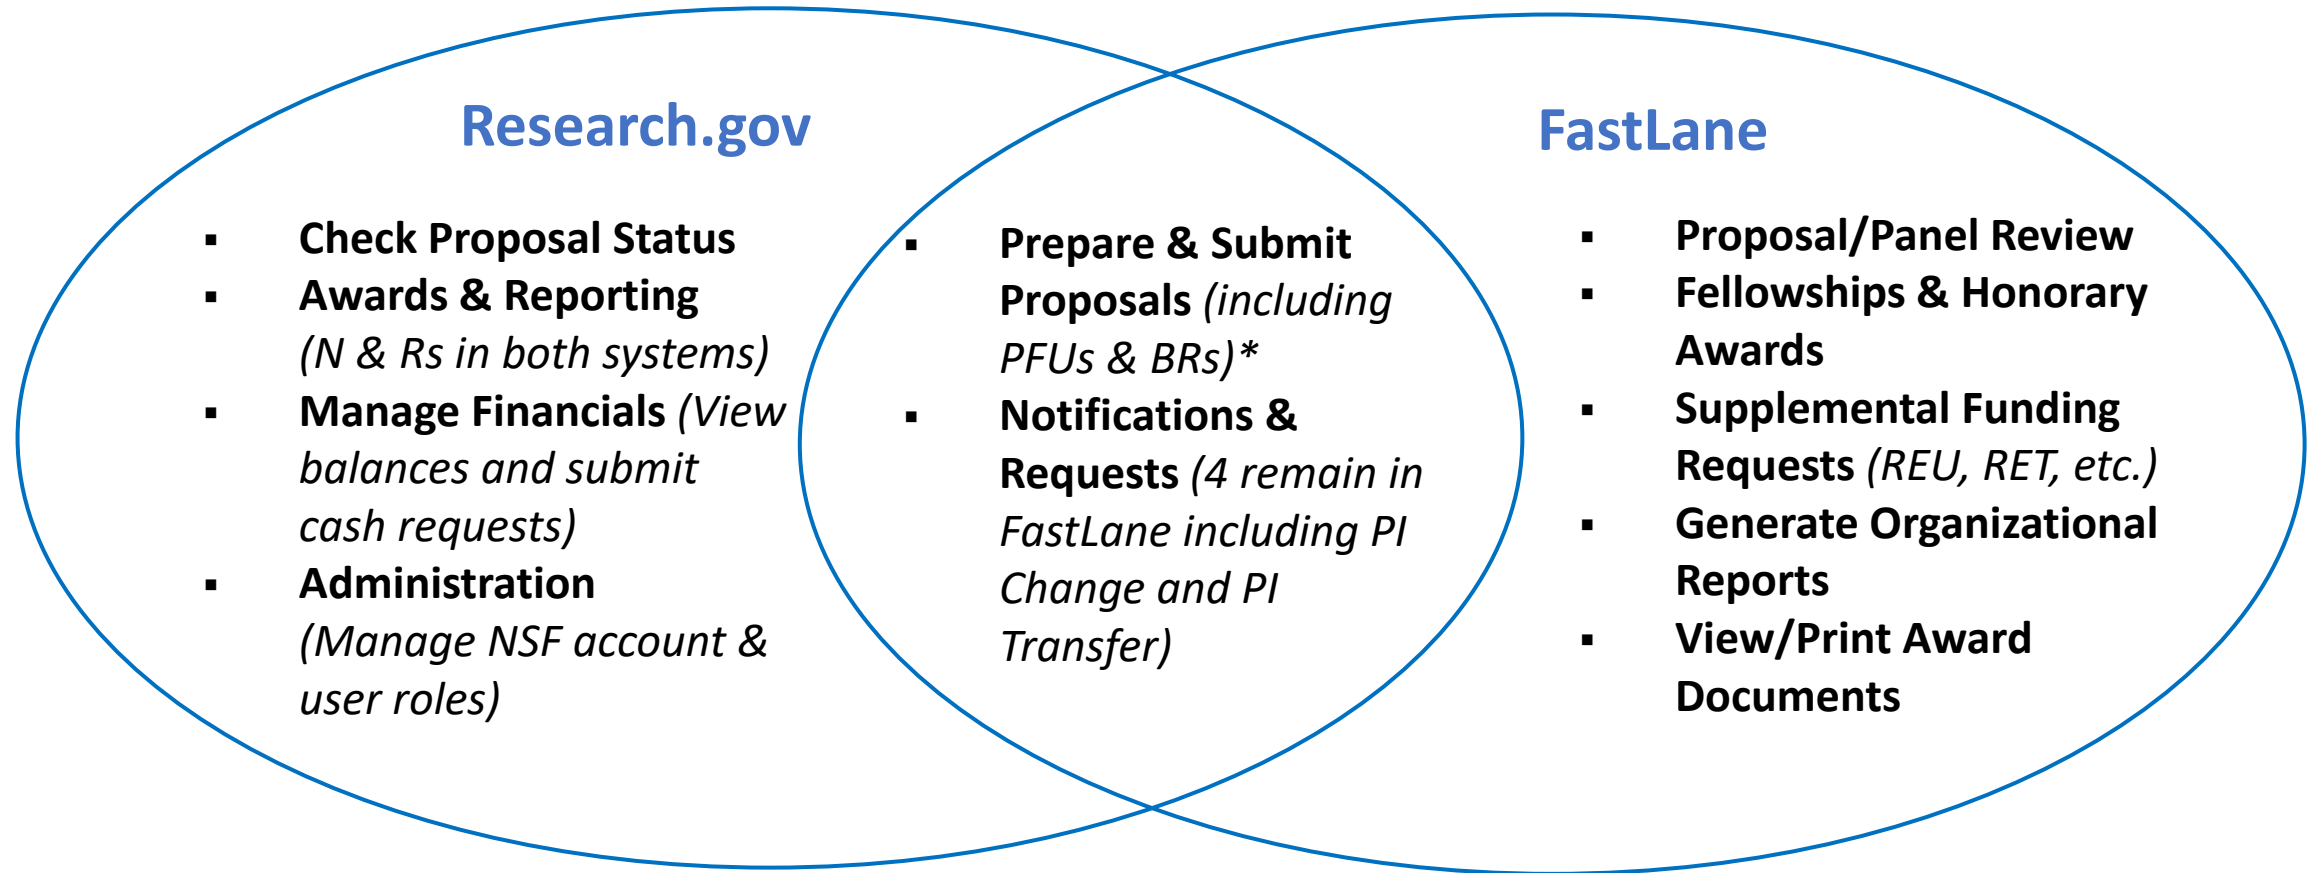 Research.gov
▪ Check Proposal Status
▪ Awards & Reporting
(N & Rs in both systems)
▪ Manage Financials (View
balances and submit
cash requests)
▪ Administration
(Manage NSF account &
user roles)
▪ Prepare & Submit
Proposals (including
PFUs & BRs)*
▪ Notifications &
Requests (4 remain in
FastLane including PI
Change and PI
Transfer)
FastLane
▪ Proposal/Panel Review
▪ Fellowships & Honorary
Awards
▪ Supplemental Funding
Requests (REU, RET, etc.)
▪ Generate Organizational
Reports
▪ View/Print Award
Documents